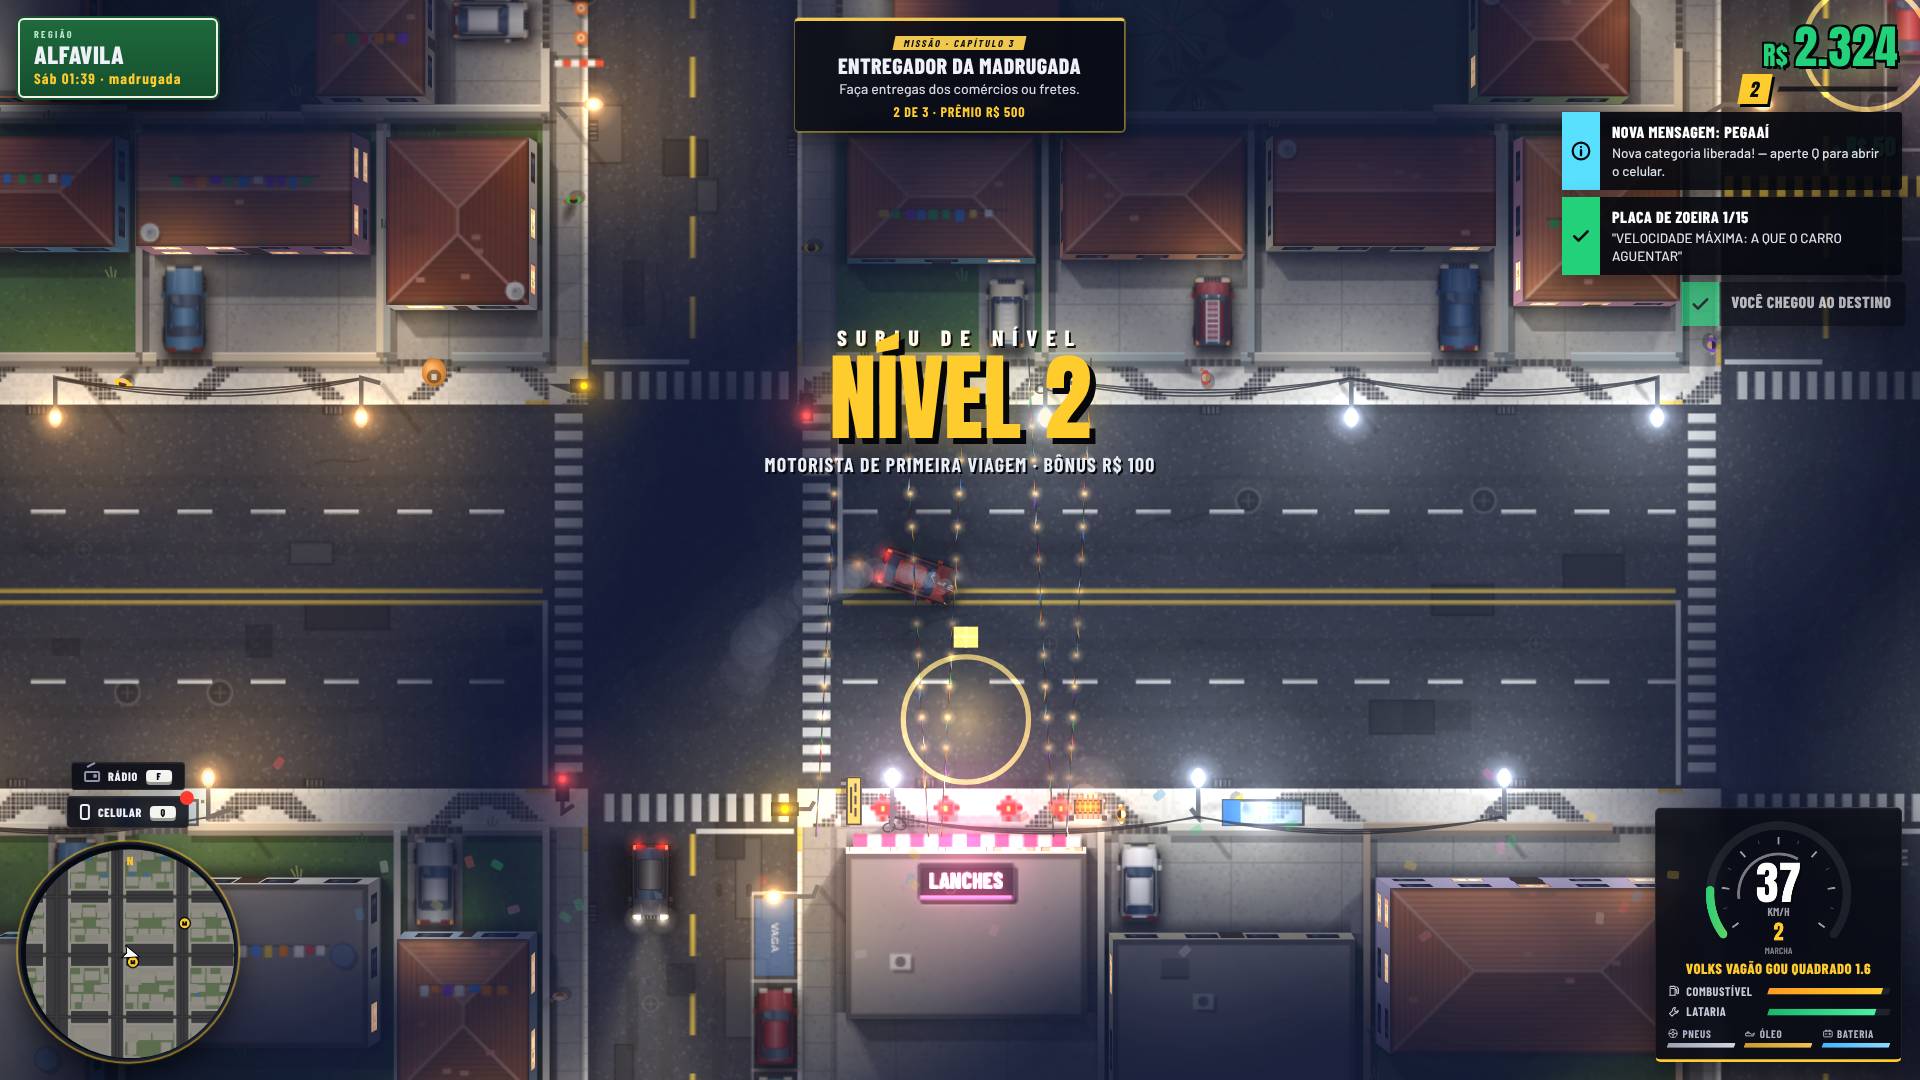 REGIÃO
ALFAVILA
Sáb 01:39 · madrugada
MISSÃO · CAPÍTULO 3
ENTREGADOR DA MADRUGADA
Faça entregas dos comércios ou fretes.
2 DE 3 · PRÊMIO R$ 500
R$ 2.324
2
NOVA MENSAGEM: PEGAAÍ
Nova categoria liberada! — aperte Q para abrir
o celular.
PLACA DE ZOEIRA 1/15
"VELOCIDADE MÁXIMA: A QUE O CARRO
AGUENTAR"
VOCÊ CHEGOU AO DESTINO
SUBIU DE NÍVEL
NÍVEL 2
MOTORISTA DE PRIMEIRA VIAGEM · BÔNUS R$ 100
RÁDIO F
CELULAR Q
N
M
M
LANCHES
VAGA
37
KM/H
2
MARCHA
VOLKS VAGÃO GOU QUADRADO 1.6
COMBUSTÍVEL
LATARIA
PNEUS
ÓLEO
BATERIA